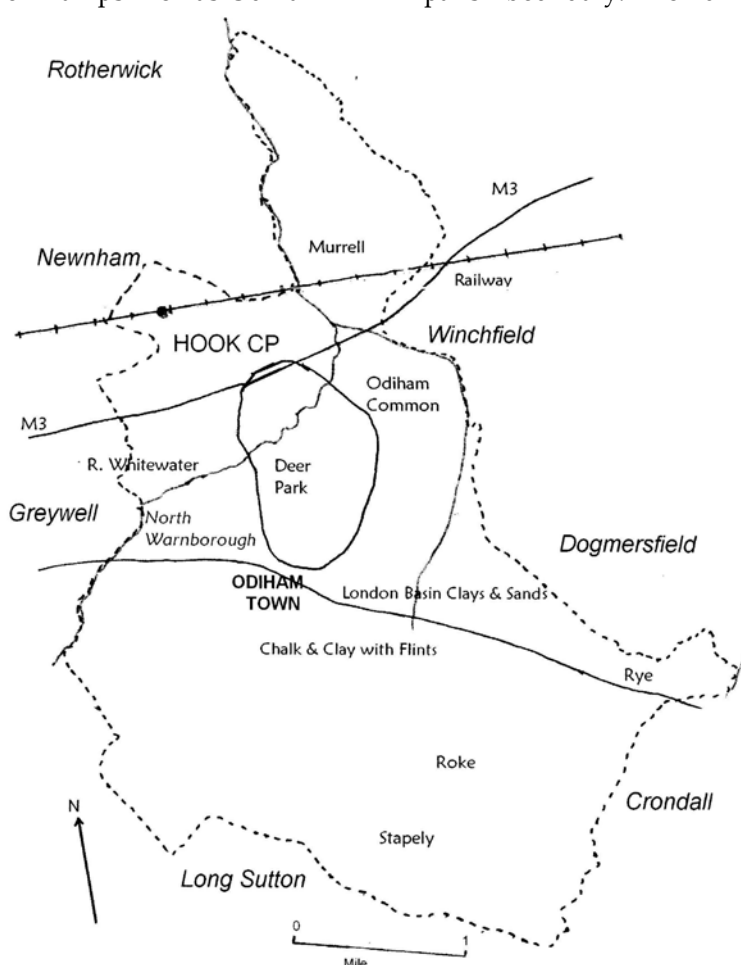 Rotherwick
M3
Murrell
Newnham
Railway
HOOK CP
Winchfield
Odiham
Common
M3
R. Whitewater
Deer
Park
Greywell
North
Warnborough
Dogmersfield
ODIHAM
TOWN
London Basin Clays & Sands
Chalk & Clay with Flints
Rye
Roke
N
Crondall
Stapely
Long Sutton
0
1
Mile